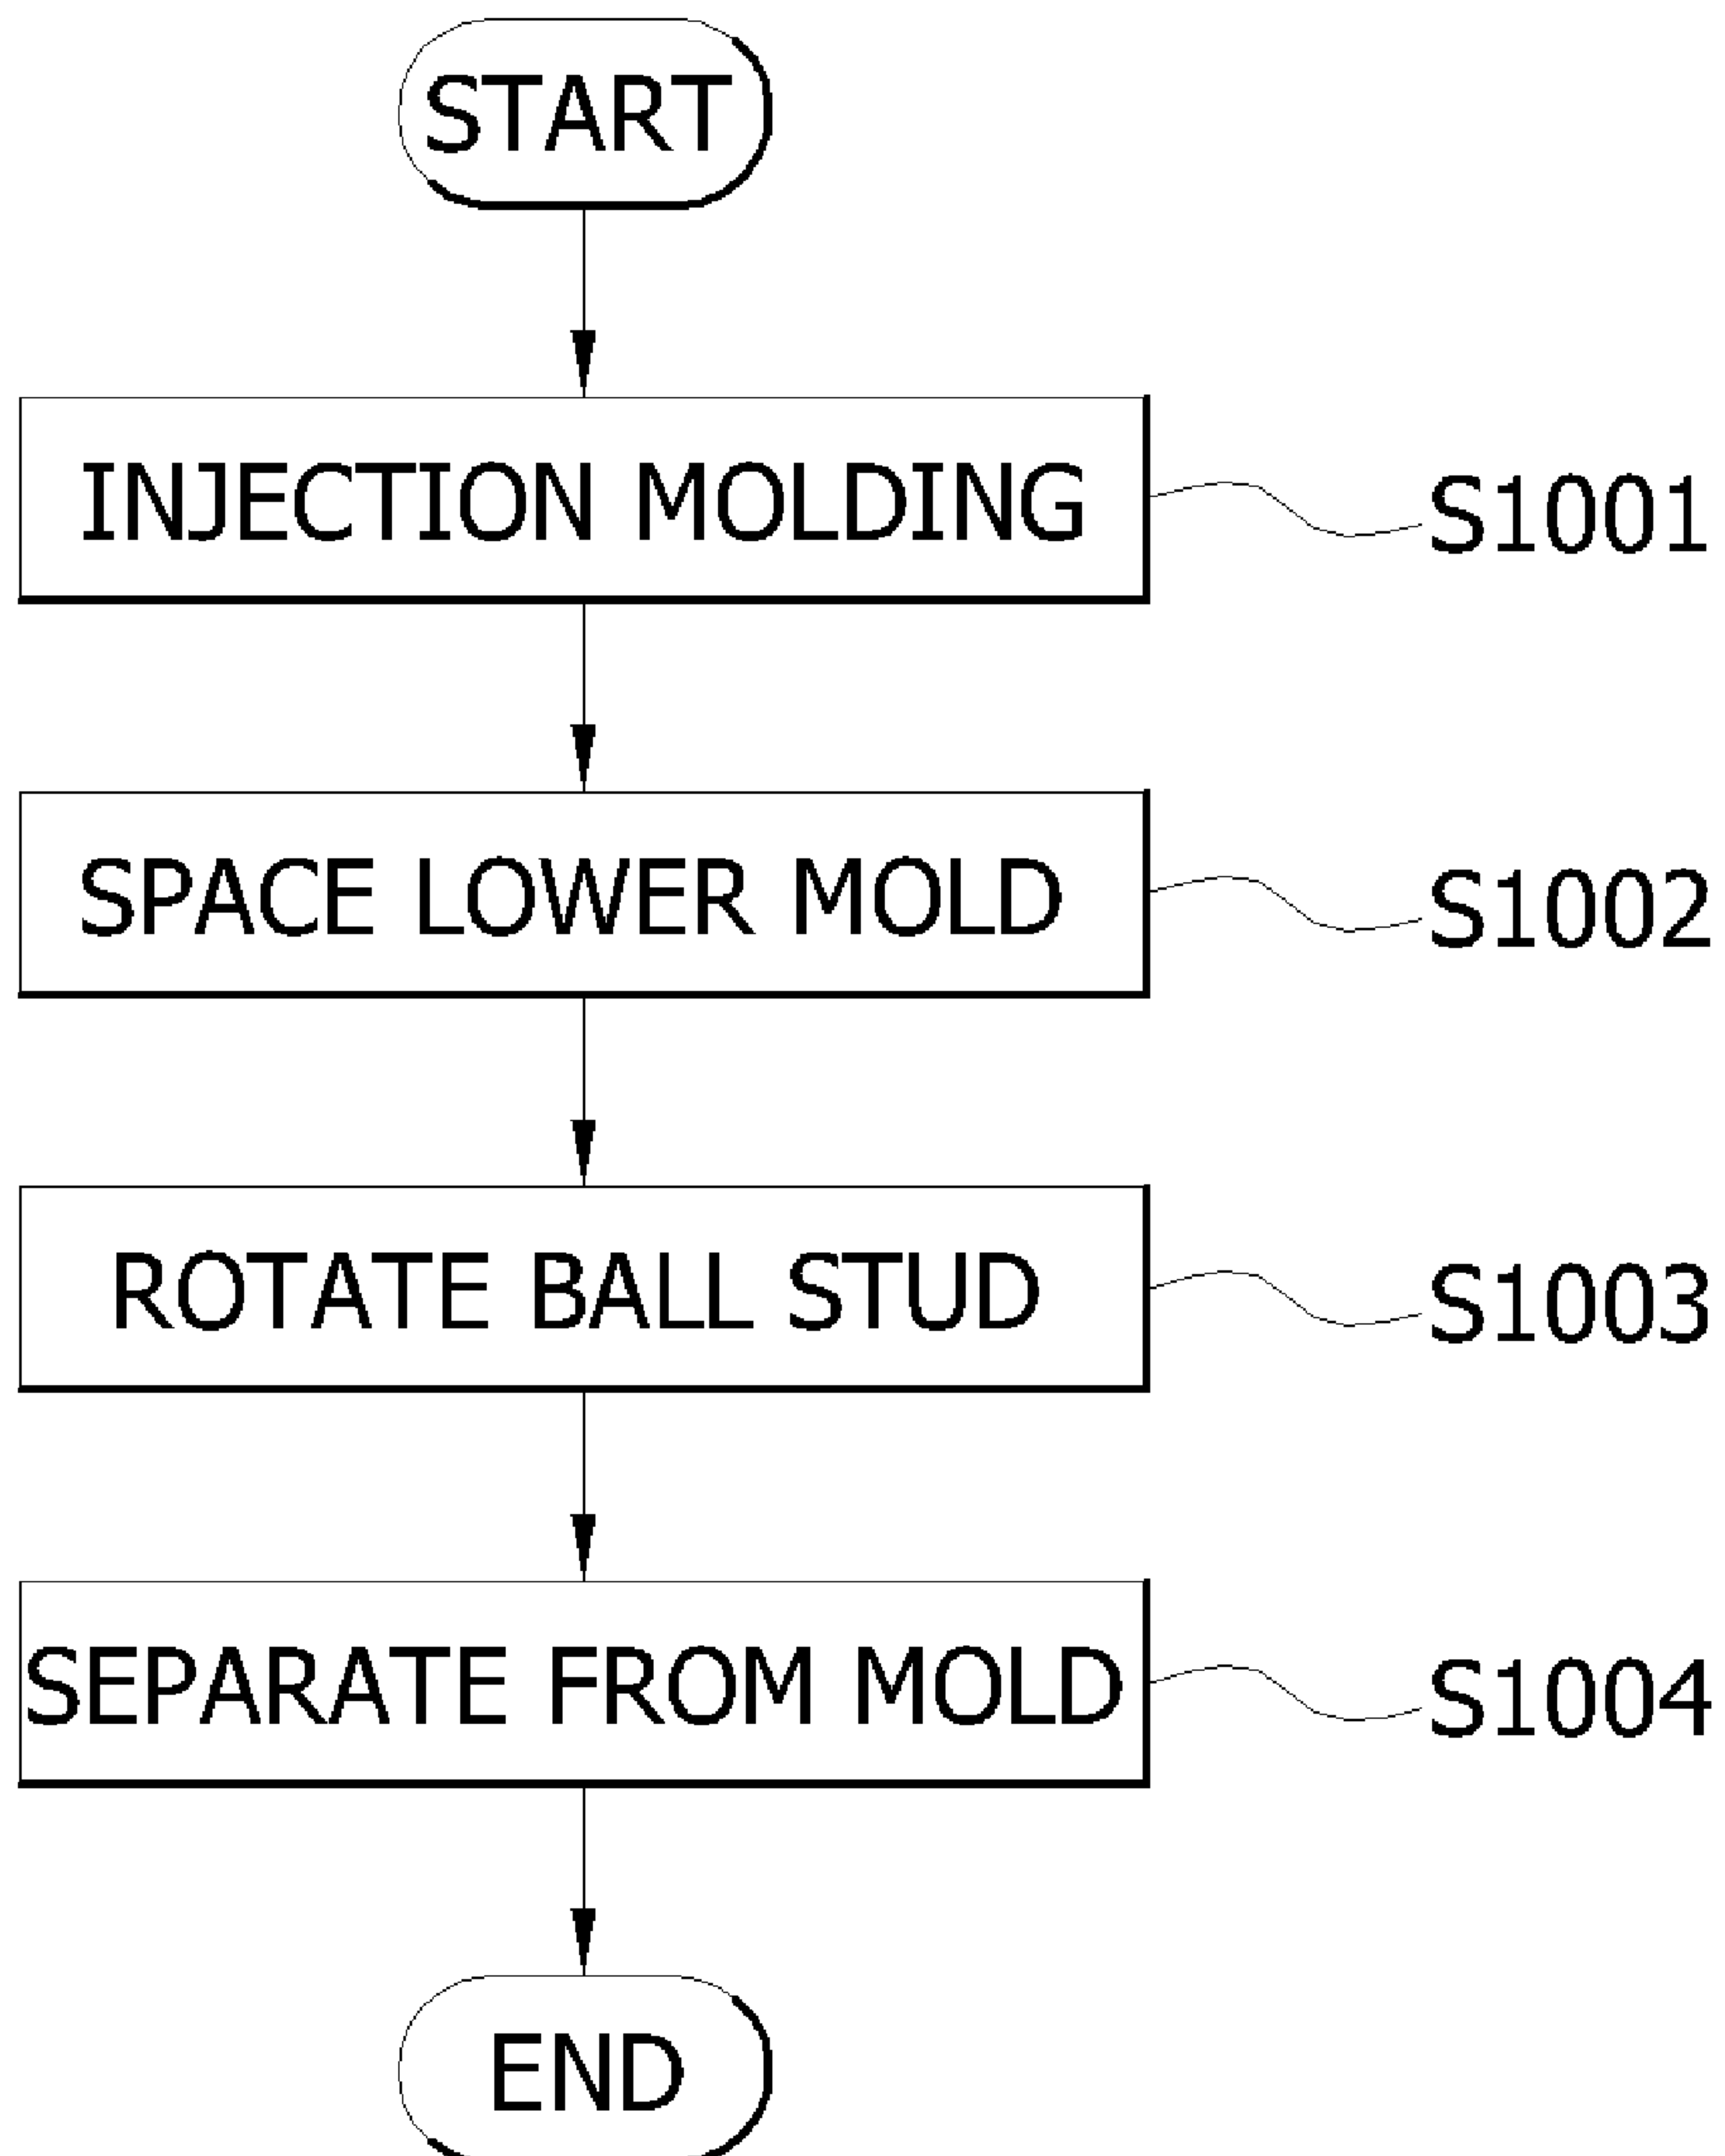 START
INJECTION MOLDING
S1001
SPACE LOWER MOLD
S1002
ROTATE BALL STUD
S1003
SEPARATE FROM MOLD
S1004
END